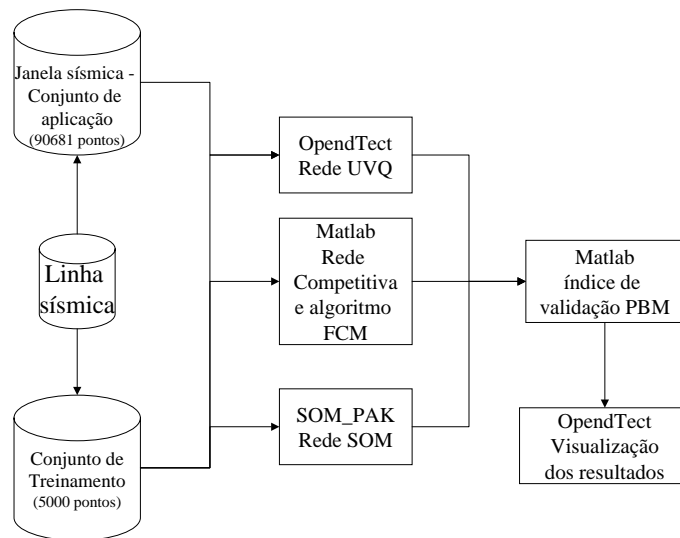 Janela sísmica -
Conjunto de
aplicação
(90681 pontos)
Linha
sísmica
Conjunto de
Treinamento
(5000 pontos)
OpendTect
Rede UVQ
Matlab
Rede
Competitiva
e algoritmo
FCM
SOM_PAK
Rede SOM
Matlab
índice de
validação PBM
OpendTect
Visualização
dos resultados